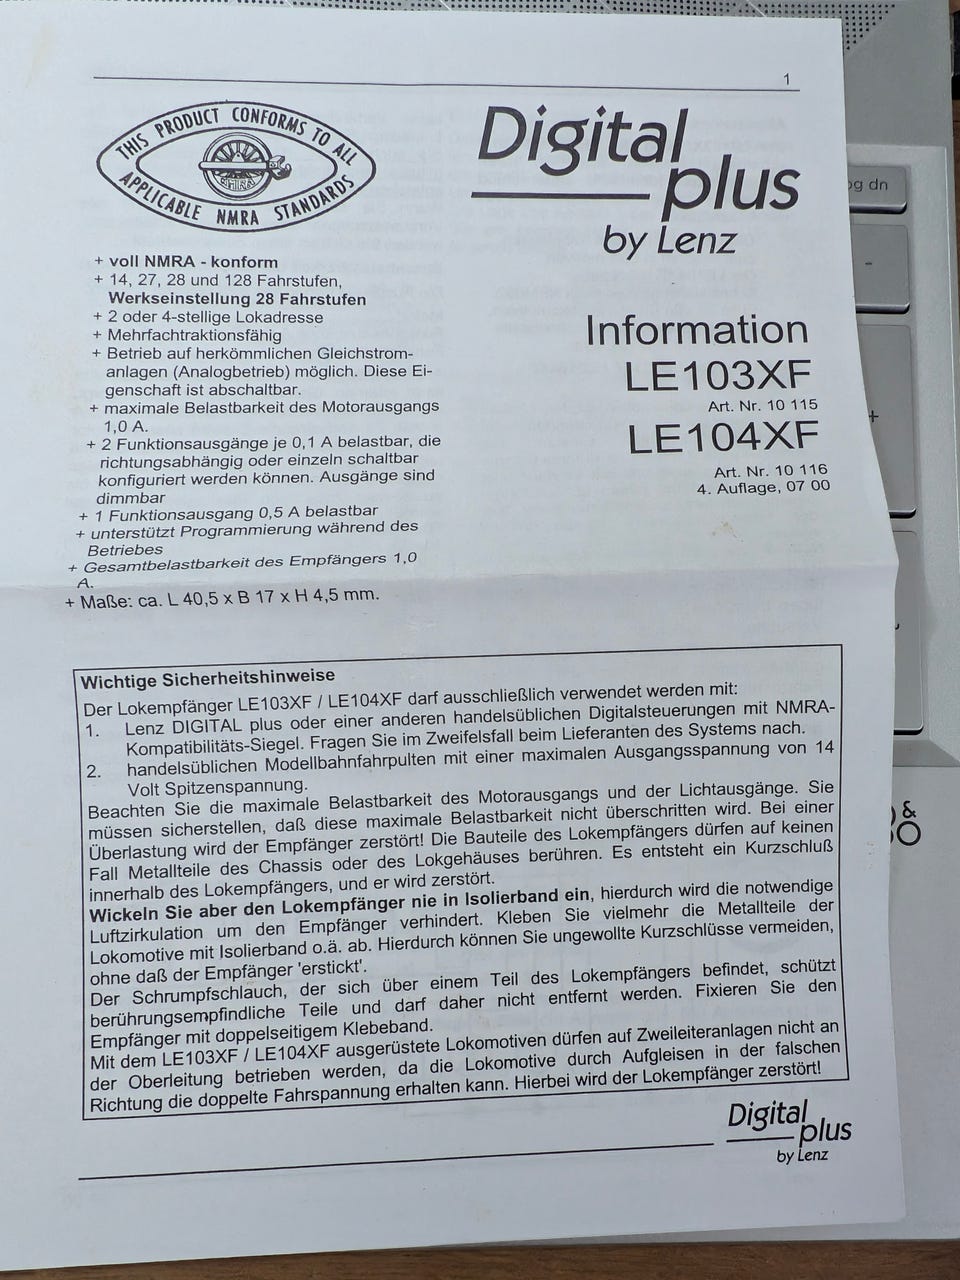 1
THIS PRODUCT CONFORMS TO ALL
NMRA
APPLICABLE NMRA STANDARDS
Digital
plus
by Lenz
+ voll NMRA - konform
+ 14, 27, 28 und 128 Fahrstufen,
Werkseinstellung 28 Fahrstufen
+ 2 oder 4-stellige Lokadresse
+ Mehrfachtraktionsfähig
+ Betrieb auf herkömmlichen Gleichstrom-
anlagen (Analogbetrieb) möglich. Diese Ei-
genschaft ist abschaltbar.
+ maximale Belastbarkeit des Motorausgangs
1,0 A.
+ 2 Funktionsausgänge je 0,1 A belastbar, die
richtungsabhängig oder einzeln schaltbar
konfiguriert werden können. Ausgänge sind
dimmbar
+ 1 Funktionsausgang 0,5 A belastbar
+ unterstützt Programmierung während des
Betriebes
+ Gesamtbelastbarkeit des Empfängers 1,0
A.
+ Maße: ca. L 40,5 x B 17 x H 4,5 mm.
Information
LE103XF
Art. Nr. 10 115
LE104XF
Art. Nr. 10 116
4. Auflage, 07 00
Wichtige Sicherheitshinweise
Der Lokempfänger LE103XF / LE104XF darf ausschließlich verwendet werden mit:
1. Lenz DIGITAL plus oder einer anderen handelsüblichen Digitalsteuerungen mit NMRA-
Kompatibilitäts-Siegel. Fragen Sie im Zweifelsfall beim Lieferanten des Systems nach.
2. handelsüblichen Modellbahnfahrpulten mit einer maximalen Ausgangsspannung von 14
Volt Spitzenspannung.
Beachten Sie die maximale Belastbarkeit des Motorausgangs und der Lichtausgänge. Sie
müssen sicherstellen, daß diese maximale Belastbarkeit nicht überschritten wird. Bei einer
Überlastung wird der Empfänger zerstört! Die Bauteile des Lokempfängers dürfen auf keinen
Fall Metallteile des Chassis oder des Lokgehäuses berühren. Es entsteht ein Kurzschluß
innerhalb des Lokempfängers, und er wird zerstört.
Wickeln Sie aber den Lokempfänger nie in Isolierband ein, hierdurch wird die notwendige
Luftzirkulation um den Empfänger verhindert. Kleben Sie vielmehr die Metallteile der
Lokomotive mit Isolierband o.ä. ab. Hierdurch können Sie ungewollte Kurzschlüsse vermeiden,
ohne daß der Empfänger 'erstickt'.
Der Schrumpfschlauch, der sich über einem Teil des Lokempfängers befindet, schützt
berührungsempfindliche Teile und darf daher nicht entfernt werden. Fixieren Sie den
Empfänger mit doppelseitigem Klebeband.
Mit dem LE103XF / LE104XF ausgerüstete Lokomotiven dürfen auf Zweileiteranlagen nicht an
der Oberleitung betrieben werden, da die Lokomotive durch Aufgleisen in der falschen
Richtung die doppelte Fahrspannung erhalten kann. Hierbei wird der Lokempfänger zerstört!
Digital
plus
by Lenz
dn
-
+
&